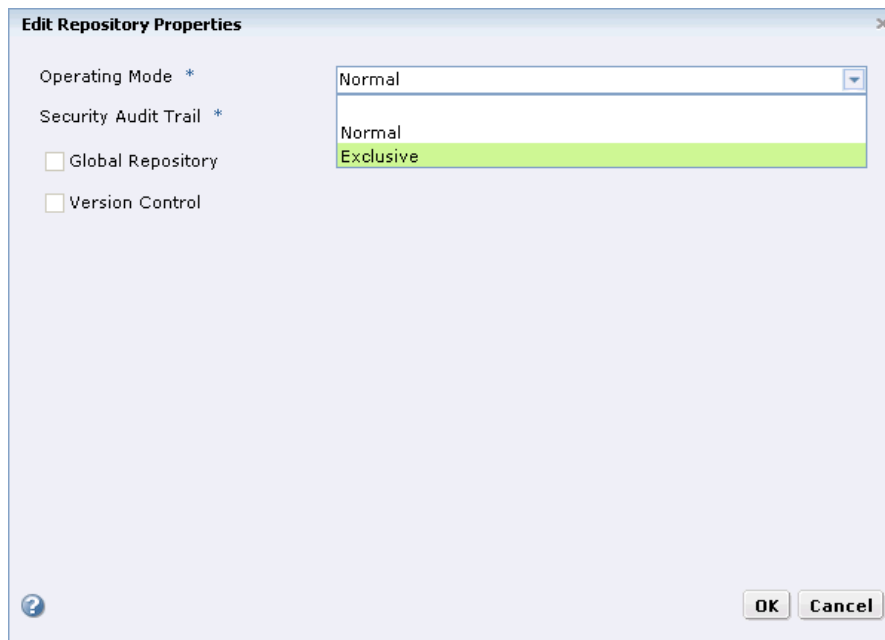 Edit Repository Properties
Operating Mode * Normal
Security Audit Trail *
Normal
Exclusive
Global Repository
Version Control
? OK Cancel